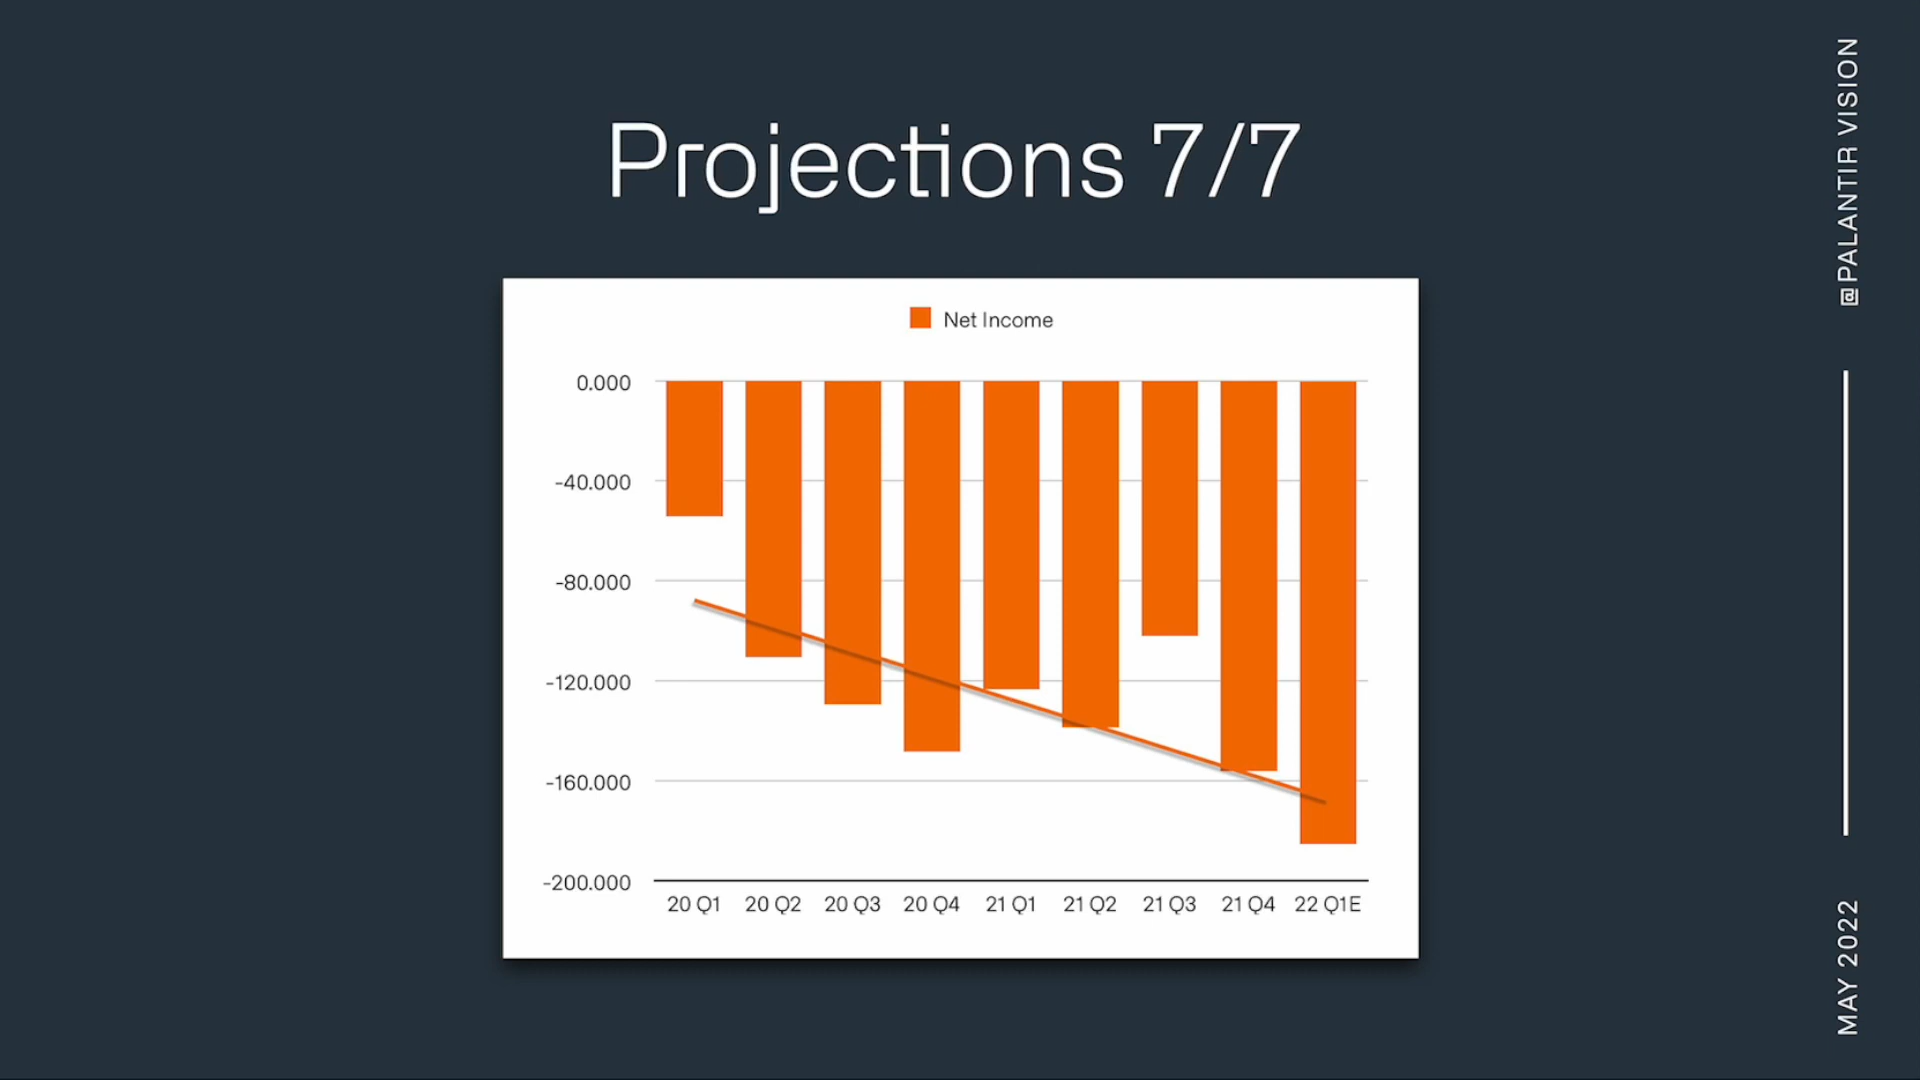 Projections 7/7
Net Income
0.000
-40.000
-80.000
-120.000
-160.000
-200.000
20 Q1 20 Q2 20 Q3 20 Q4 21 Q1 21 Q2 21 Q3 21 Q4 22 Q1E
@PALANTIR VISION
MAY 2022